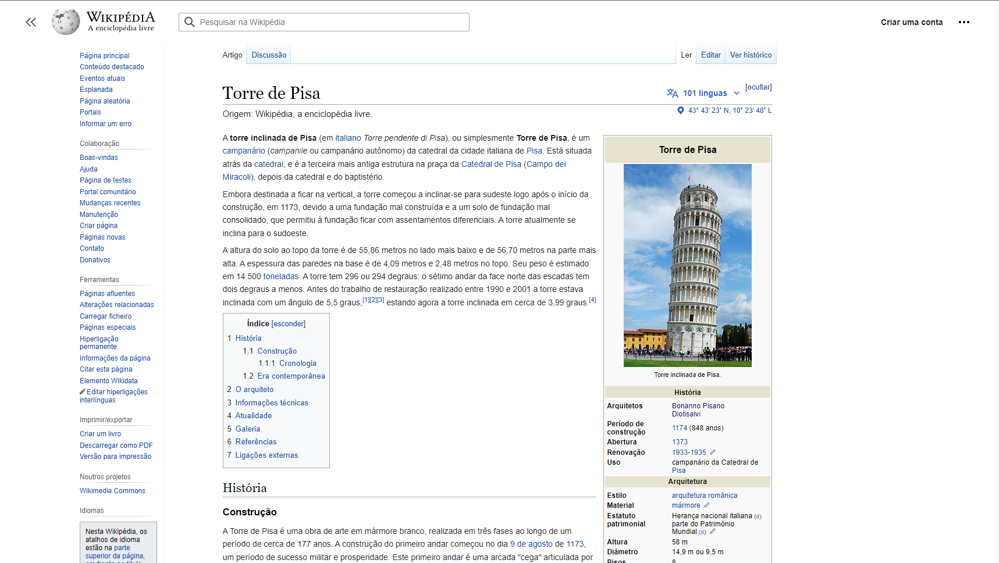 WIKIPÉDIA
A enciclopédia livre
Pesquisar na Wikipédia
Criar uma conta
Página principal
Conteúdo destacado
Eventos atuais
Esplanada
Página aleatória
Portais
Informar um erro
Colaboração
Boas-vindas
Ajuda
Página de testes
Portal comunitário
Mudanças recentes
Manutenção
Criar página
Páginas novas
Contato
Donativos
Ferramentas
Páginas afluentes
Alterações relacionadas
Carregar ficheiro
Páginas especiais
Hiperligação
permanente
Informações da página
Citar esta página
Elemento Wikidata
Editar hiperligações
interlínguas
Imprimir/exportar
Criar um livro
Descarregar como PDF
Versão para impressão
Noutros projetos
Wikimedia Commons
Idiomas
Nesta Wikipédia, os
atalhos de idioma
estão na parte
superior da página,
em frente ao título
Artigo Discussão
Ler Editar Ver histórico
Torre de Pisa
101 línguas [ocultar]
Origem: Wikipédia, a enciclopédia livre.
43° 43′ 23″ N, 10° 23′ 48″ L
A torre inclinada de Pisa (em italiano Torre pendente di Pisa), ou simplesmente Torre de Pisa, é um
campanário (campanile ou campanário autônomo) da catedral da cidade italiana de Pisa. Está situada
atrás da catedral, e é a terceira mais antiga estrutura na praça da Catedral de Pisa (Campo dei
Miracoli), depois da catedral e do baptistério.
Embora destinada a ficar na vertical, a torre começou a inclinar-se para sudeste logo após o início da
construção, em 1173, devido a uma fundação mal construída e a um solo de fundação mal
consolidado, que permitiu à fundação ficar com assentamentos diferenciais. A torre atualmente se
inclina para o sudoeste.
A altura do solo ao topo da torre é de 55,86 metros no lado mais baixo e de 56,70 metros na parte mais
alta. A espessura das paredes na base é de 4,09 metros e 2,48 metros no topo. Seu peso é estimado
em 14 500 toneladas. A torre tem 296 ou 294 degraus: o sétimo andar da face norte das escadas tem
dois degraus a menos. Antes do trabalho de restauração realizado entre 1990 e 2001 a torre estava
inclinada com um ângulo de 5,5 graus,[1][2][3] estando agora a torre inclinada em cerca de 3,99 graus.[4]
Índice [esconder]
1 História
1.1 Construção
1.1.1 Cronologia
1.2 Era contemporânea
2 O arquiteto
3 Informações técnicas
4 Atualidade
5 Galeria
6 Referências
7 Ligações externas
História
Construção
A Torre de Pisa é uma obra de arte em mármore branco, realizada em três fases ao longo de um
período de cerca de 177 anos. A construção do primeiro andar começou no dia 9 de agosto de 1173,
um período de sucesso militar e prosperidade. Este primeiro andar é uma arcada "cega" articulada por
Torre de Pisa
Torre inclinada de Pisa.
História
Arquitetos Bonanno Pisano
Diotisalvi
Período de
construção 1174 (848 anos)
Abertura 1373
Renovação 1933-1935
Uso campanário da Catedral de
Pisa
Arquitetura
Estilo arquitetura românica
Material mármore
Estatuto
patrimonial Herança nacional italiana (d)
parte do Património
Mundial (d)
Altura 58 m
Diâmetro 14,9 m ou 9,5 m
Pisos 8